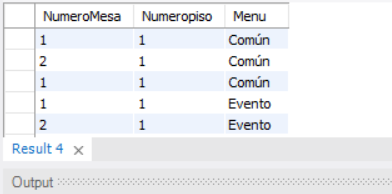 NumeroMesa Numeropiso Menu
1 1 Común
2 1 Común
1 1 Común
1 1 Evento
2 1 Evento
Result 4 ×
Output